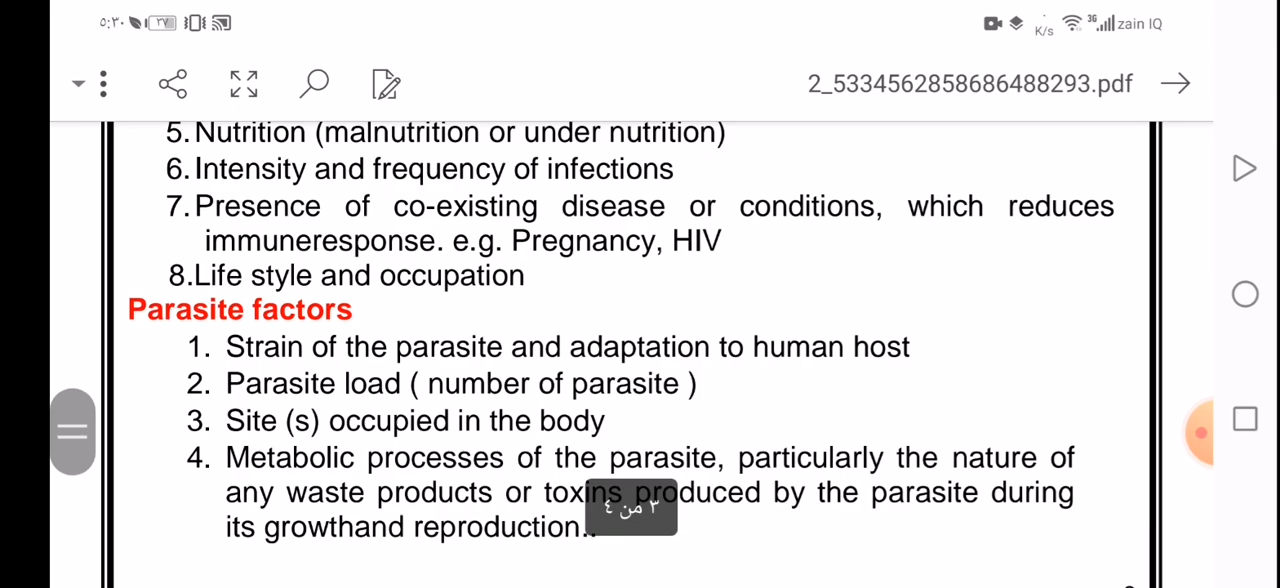 ٥:٣٠ ٢٧ K/s 3G zain IQ
2_5334562858686488293.pdf
5. Nutrition (malnutrition or under nutrition)
6. Intensity and frequency of infections
7. Presence of co-existing disease or conditions, which reduces
immuneresponse. e.g. Pregnancy, HIV
8.Life style and occupation
Parasite factors
1. Strain of the parasite and adaptation to human host
2. Parasite load ( number of parasite )
3. Site (s) occupied in the body
4. Metabolic processes of the parasite, particularly the nature of
any waste products or toxins produced by the parasite during
its growthand reproduction..
٣ من ٤